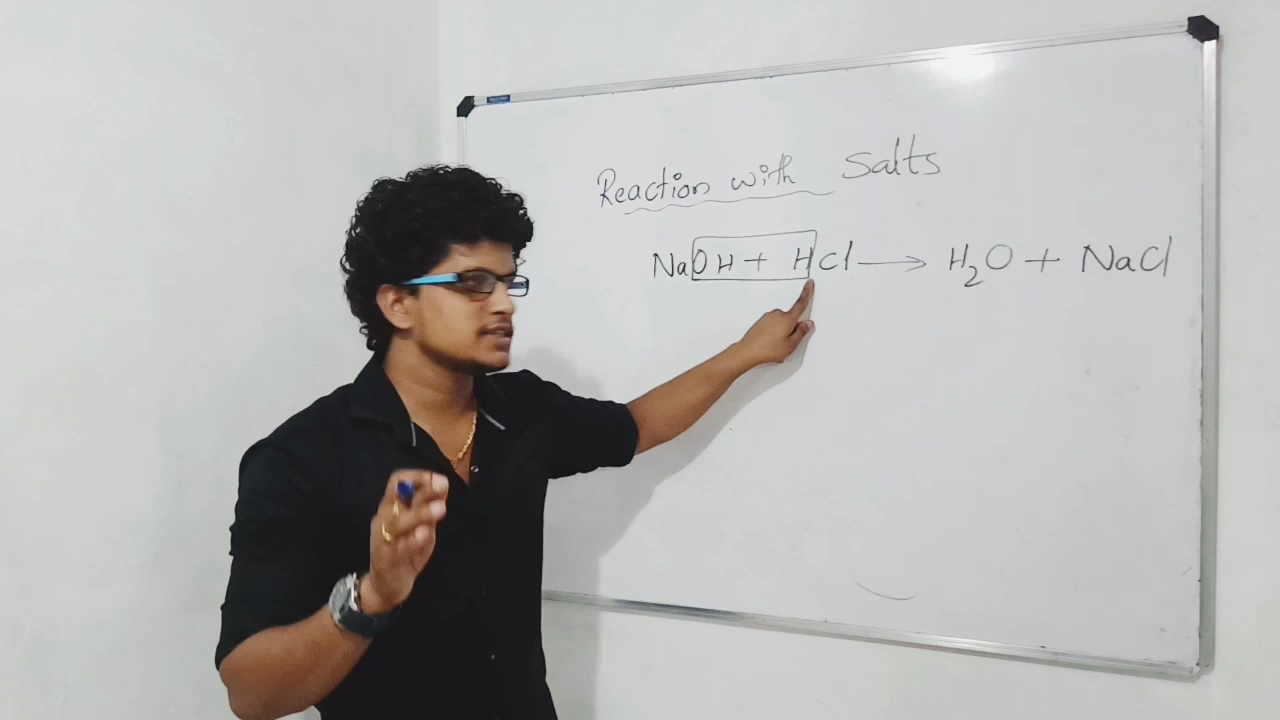 Reaction with Salts
NaOH + HCl → H₂O + NaCl